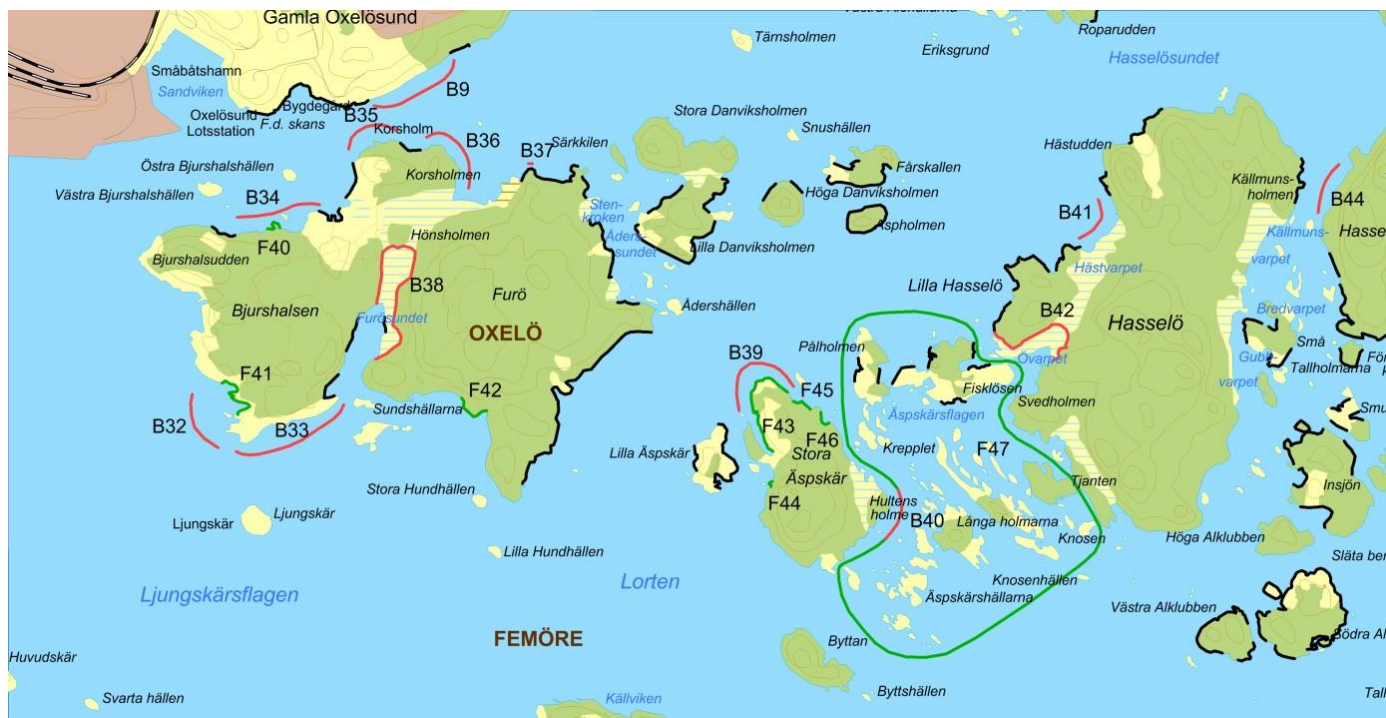 Gamla Oxelösund
Tärnsholmen
Eriksgrund
Roparudden
Hasselösundet
Småbåtshamn
Sandviken
B9
Oxelösund
Lotsstation
Bygdegård
F.d. skans
B35
Korsholm
B36
Korsholmen
B37
Särkkilen
Stora Danviksholmen
Snushällen
Fårskallen
Höga Danviksholmen
Aspholmen
Hästudden
Källmuns-
holmen
B44
Östra Bjurshalshällen
Västra Bjurshalshällen
B34
F40
Bjurshalsudden
Hönsholmen
Sten-
kroken
Åders-
sundet
Lilla Danviksholmen
B41
Källmuns-
varpet
Hästvarpet
Bjurshalsen
B38
Furö
Furösundet
OXELÖ
Ådershällen
Lilla Hasselö
B42
Hasselö
Bredvarpet
Små
Tallholmarna
Övarpet
Pålholmen
B39
F45
Fisklösen
Svedholmen
Äspskärsflagen
F41
F42
Sundshällarna
B32
B33
F43
F46
Stora
Äspskär
Lilla Äspskär
Krepplet
F47
Tjanten
Insjön
Stora Hundhällen
F44
Hultens
holme
B40
Långa holmarna
Knosen
Höga Alklubben
Ljungskär
Ljungskär
Lilla Hundhällen
Knosenhällen
Äspskärshällarna
Västra Alklubben
Ljungskärsflagen
Lorten
FEMÖRE
Byttan
Byttshällen
Huvudskär
Svarta hällen
Källviken